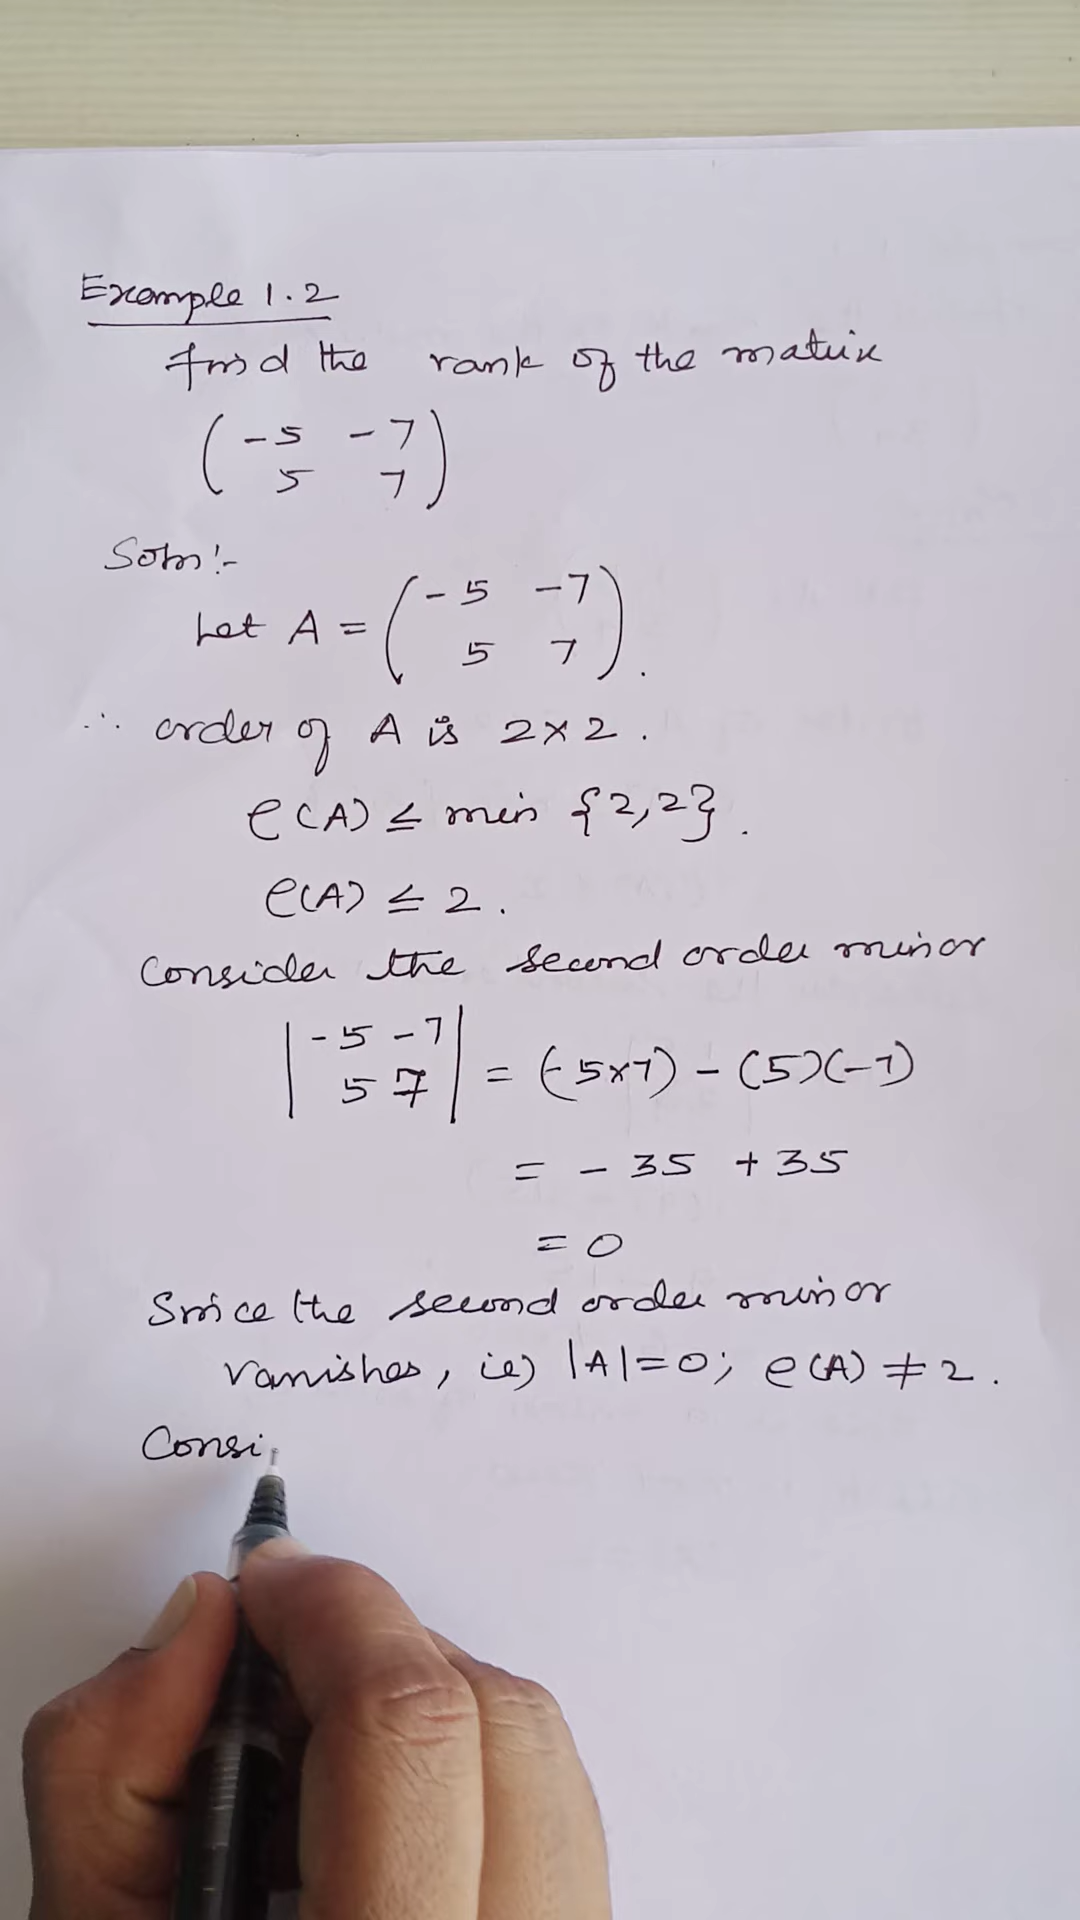 Example 1.2
find the rank of the matrix
( -5 -7
5 7 )
Soln:-
Let A = ( -5 -7
5 7 ).
∴ order of A is 2×2.
ρ(A) ≤ min {2,2}.
ρ(A) ≤ 2.
Consider the second order minor
| -5 -7
5 7 | = (-5×7) - (5)(-7)
= - 35 + 35
= 0
Since the second order minor
vanishes, ie) |A|=0; ρ(A) ≠ 2.
Consi